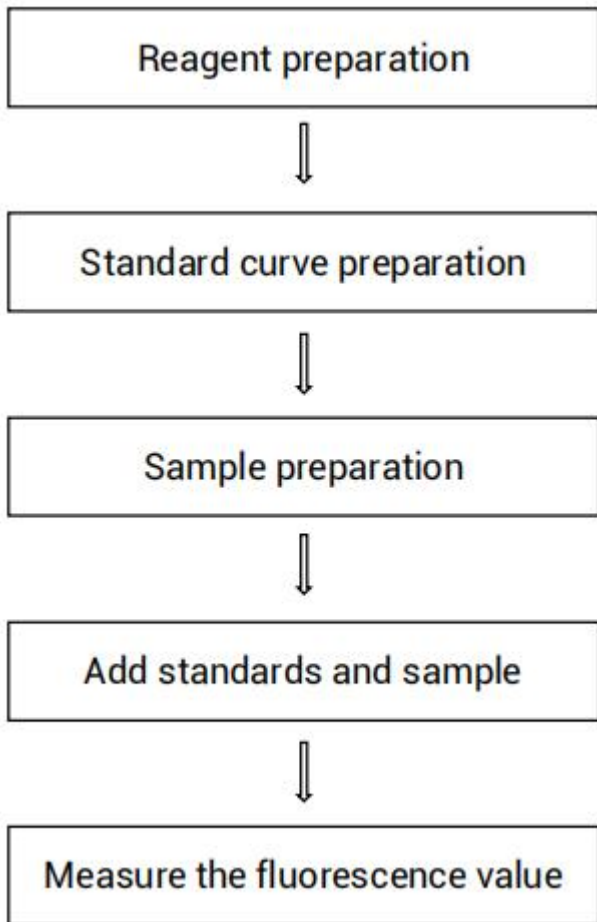 Reagent preparation
Standard curve preparation
Sample preparation
Add standards and sample
Measure the fluorescence value